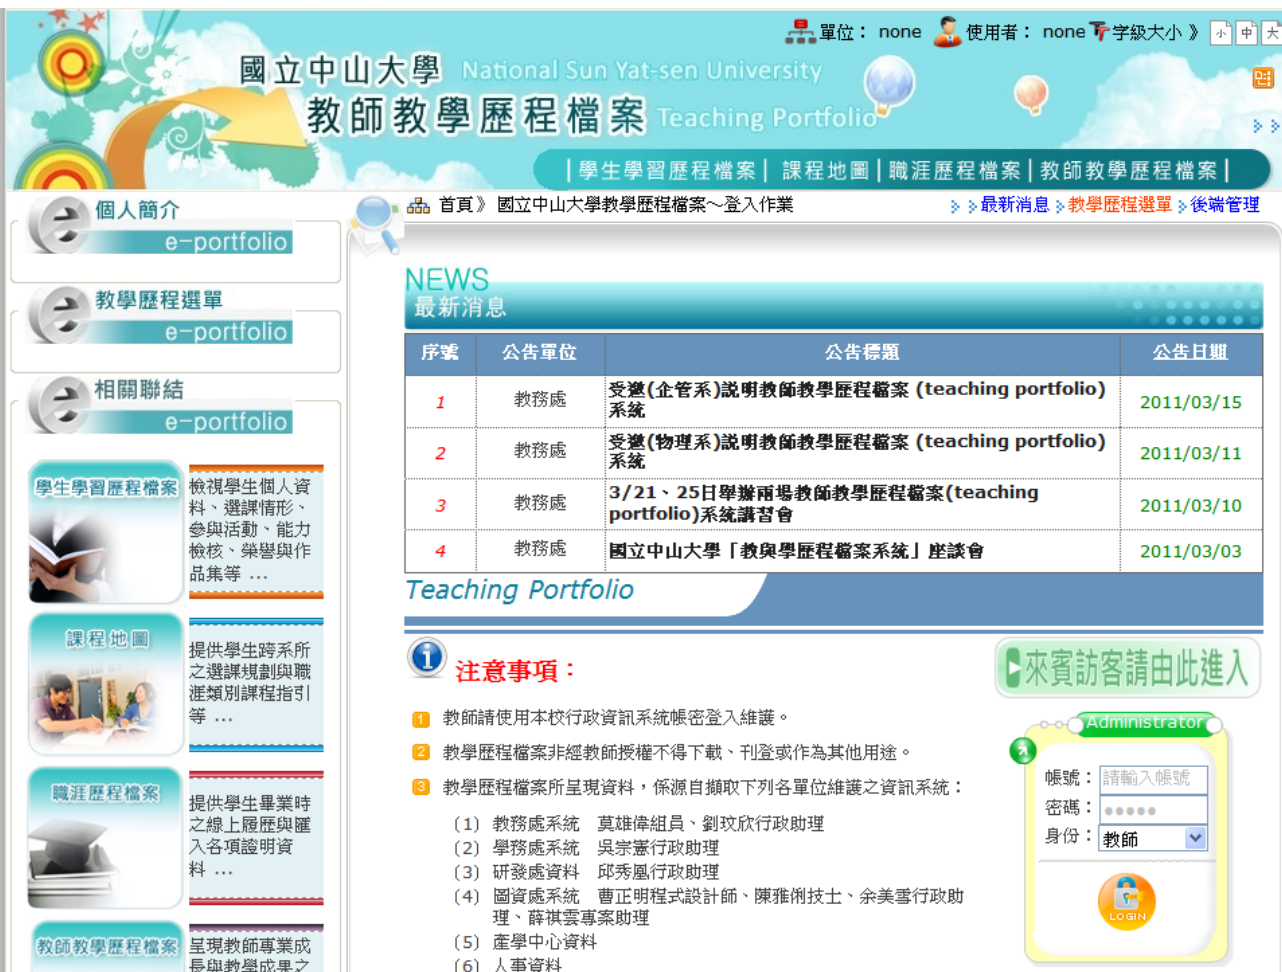 單位： none 使用者： none 字級大小 》 小 中 大
國立中山大學 National Sun Yat-sen University
教師教學歷程檔案 Teaching Portfolio
|學生學習歷程檔案| 課程地圖|職涯歷程檔案|教師教學歷程檔案|
個人簡介
e-portfolio
教學歷程選單
e-portfolio
相關聯結
e-portfolio
學生學習歷程檔案
檢視學生個人資
料、選課情形、
參與活動、能力
檢核、榮譽與作
品集等 ...
課程地圖
提供學生跨系所
之選課規劃與職
涯類別課程指引
等 ...
職涯歷程檔案
提供學生畢業時
之線上履歷與匯
入各項證明資
料 ...
教師教學歷程檔案
呈現教師專業成
長與教學成果之
首頁》 國立中山大學教學歷程檔案～登入作業
最新消息 教學歷程選單 後端管理
NEWS
最新消息
序號 公告單位 公告標題 公告日期
1 教務處 受邀(企管系)説明教師教學歷程檔案 (teaching portfolio)
系統 2011/03/15
2 教務處 受邀(物理系)説明教師教學歷程檔案 (teaching portfolio)
系統 2011/03/11
3 教務處 3/21、25日舉辦兩場教師教學歷程檔案(teaching
portfolio)系統講習會 2011/03/10
4 教務處 國立中山大學「教與學歷程檔案系統」座談會 2011/03/03
Teaching Portfolio
注意事項：
1 教師請使用本校行政資訊系統帳密登入維護。
2 教學歷程檔案非經教師授權不得下載、刊登或作為其他用途。
3 教學歷程檔案所呈現資料，係源自擷取下列各單位維護之資訊系統：
(1) 教務處系統 莫雄偉組員、劉玟欣行政助理
(2) 學務處系統 吳宗憲行政助理
(3) 研發處資料 邱秀凰行政助理
(4) 圖資處系統 曹正明程式設計師、陳雅俐技士、余美雪行政助
理、薛祺雲專案助理
(5) 產學中心資料
(6) 人事資料
來賓訪客請由此進入
Administrator
帳號： 請輸入帳號
密碼： ●●●●●
身份： 教師
LOGIN